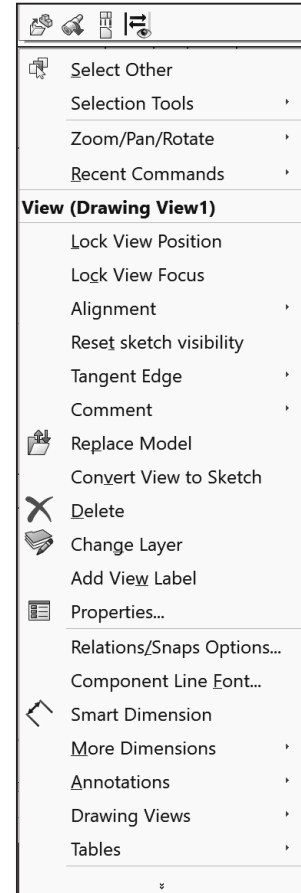 Select Other
Selection Tools
Zoom/Pan/Rotate
Recent Commands
View (Drawing View1)
Lock View Position
Lock View Focus
Alignment
Reset sketch visibility
Tangent Edge
Comment
Replace Model
Convert View to Sketch
Delete
Change Layer
Add View Label
Properties...
Relations/Snaps Options...
Component Line Font...
Smart Dimension
More Dimensions
Annotations
Drawing Views
Tables